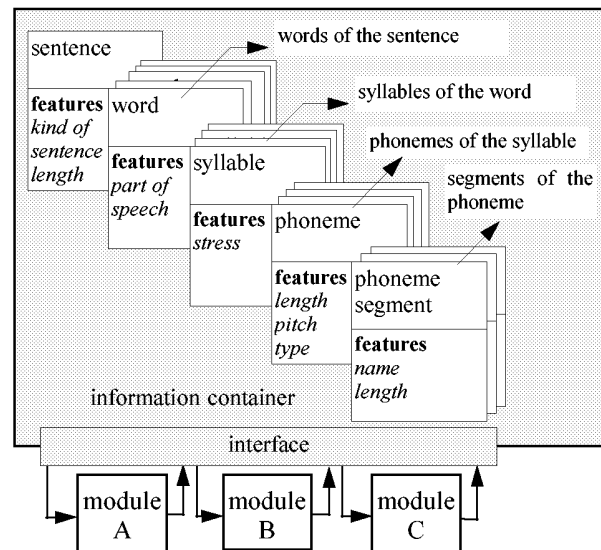 words of the sentence
sentence
features
kind of
sentence
length
word
features
part of
speech
syllables of the word
syllable
features
stress
phonemes of the syllable
phoneme
features
length
pitch
type
segments of the
phoneme
phoneme
segment
features
name
length
information container
interface
module
A
module
B
module
C